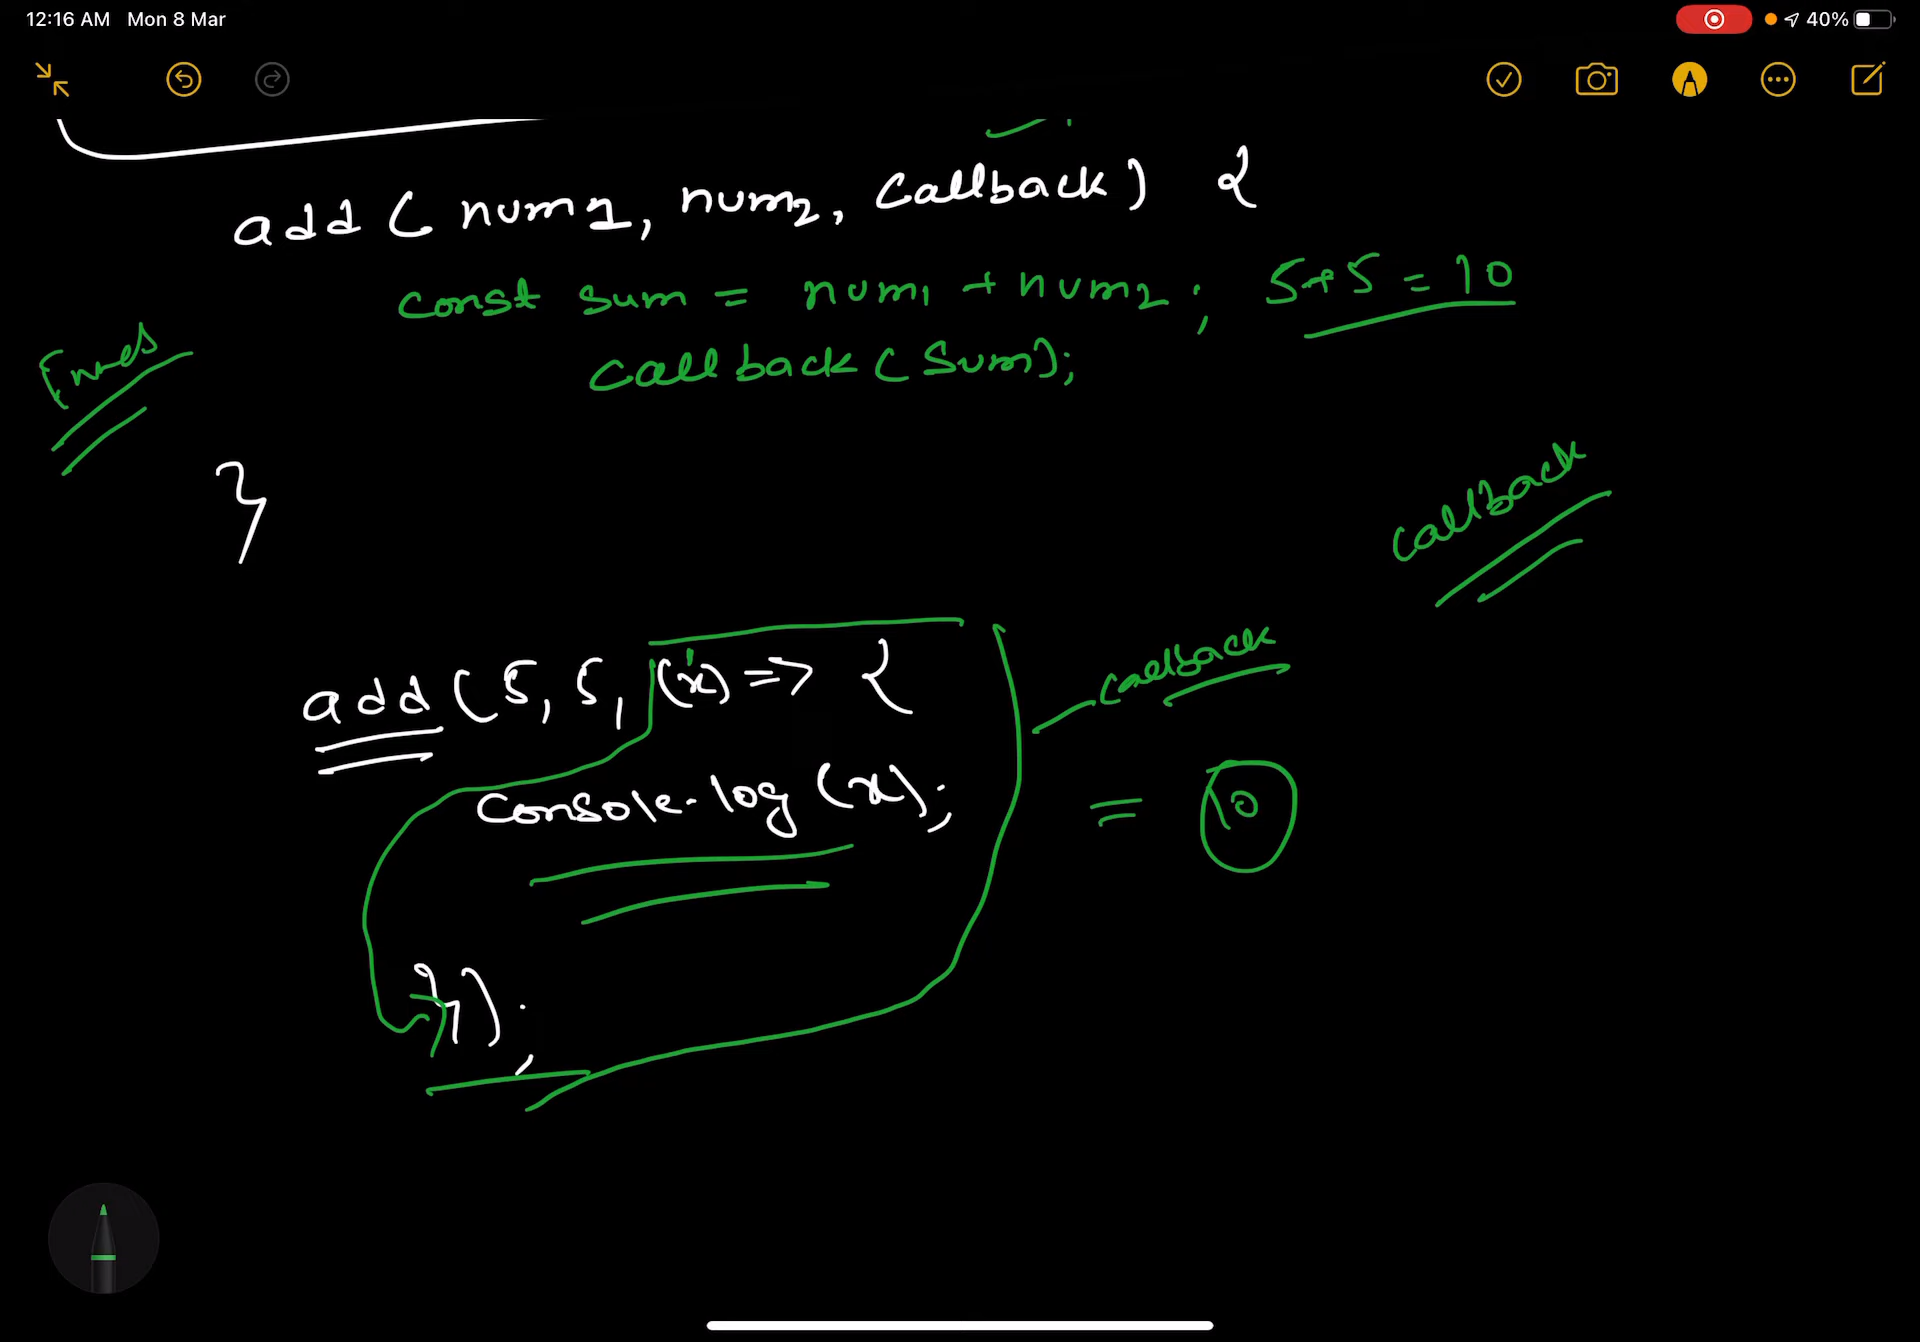 12:16 AM Mon 8 Mar
40%
add ( num1, num2, Callback) {
const sum = num1 + num2 ; 5+5 = 10
callback (Sum);
}
callback
add ( 5, 5, (x) => {
callback
Console.log (x);
= 10
});